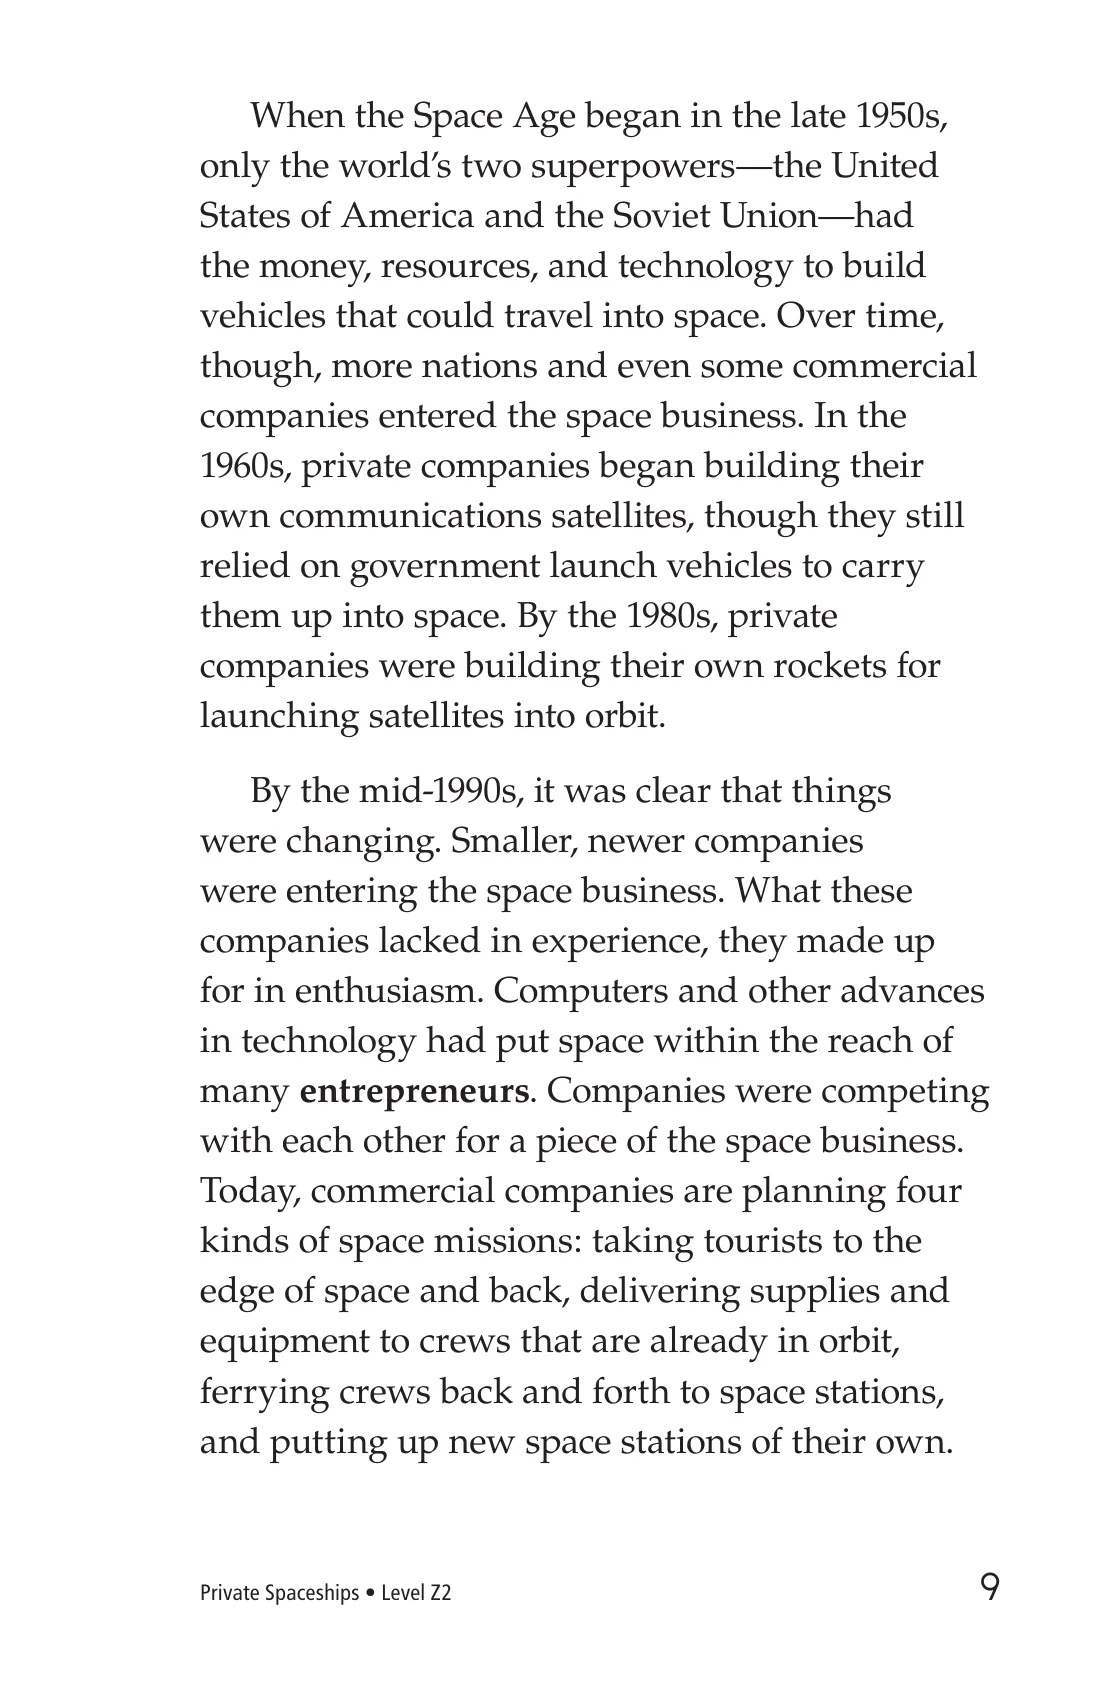 When the Space Age began in the late 1950s,
only the world’s two superpowers—the United
States of America and the Soviet Union—had
the money, resources, and technology to build
vehicles that could travel into space. Over time,
though, more nations and even some commercial
companies entered the space business. In the
1960s, private companies began building their
own communications satellites, though they still
relied on government launch vehicles to carry
them up into space. By the 1980s, private
companies were building their own rockets for
launching satellites into orbit.
By the mid-1990s, it was clear that things
were changing. Smaller, newer companies
were entering the space business. What these
companies lacked in experience, they made up
for in enthusiasm. Computers and other advances
in technology had put space within the reach of
many entrepreneurs. Companies were competing
with each other for a piece of the space business.
Today, commercial companies are planning four
kinds of space missions: taking tourists to the
edge of space and back, delivering supplies and
equipment to crews that are already in orbit,
ferrying crews back and forth to space stations,
and putting up new space stations of their own.
Private Spaceships • Level Z2
9